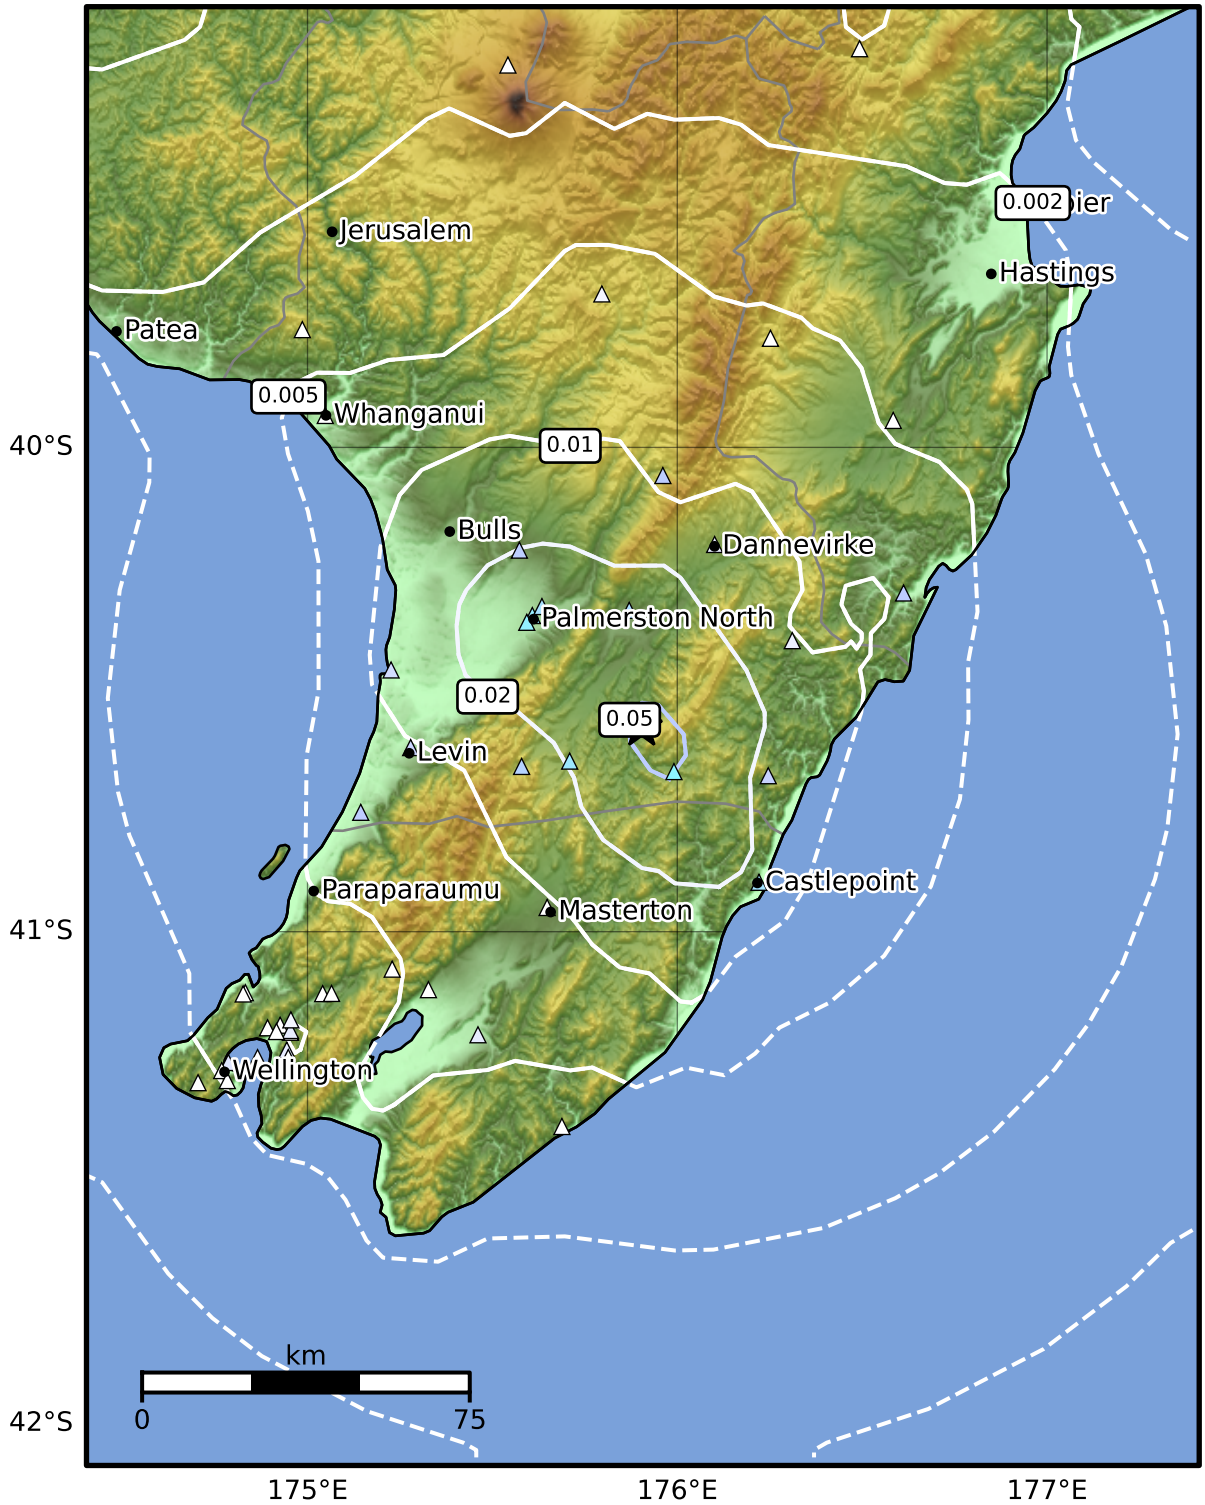 0.002
Jerusalem
Hastings
Patea
0.005
Whanganui
40°S
0.01
Bulls
Dannevirke
Palmerston North
0.02
0.05
Levin
Castlepoint
Paraparaumu
Masterton
41°S
Wellington
km
0
75
42°S
175°E
176°E
177°E